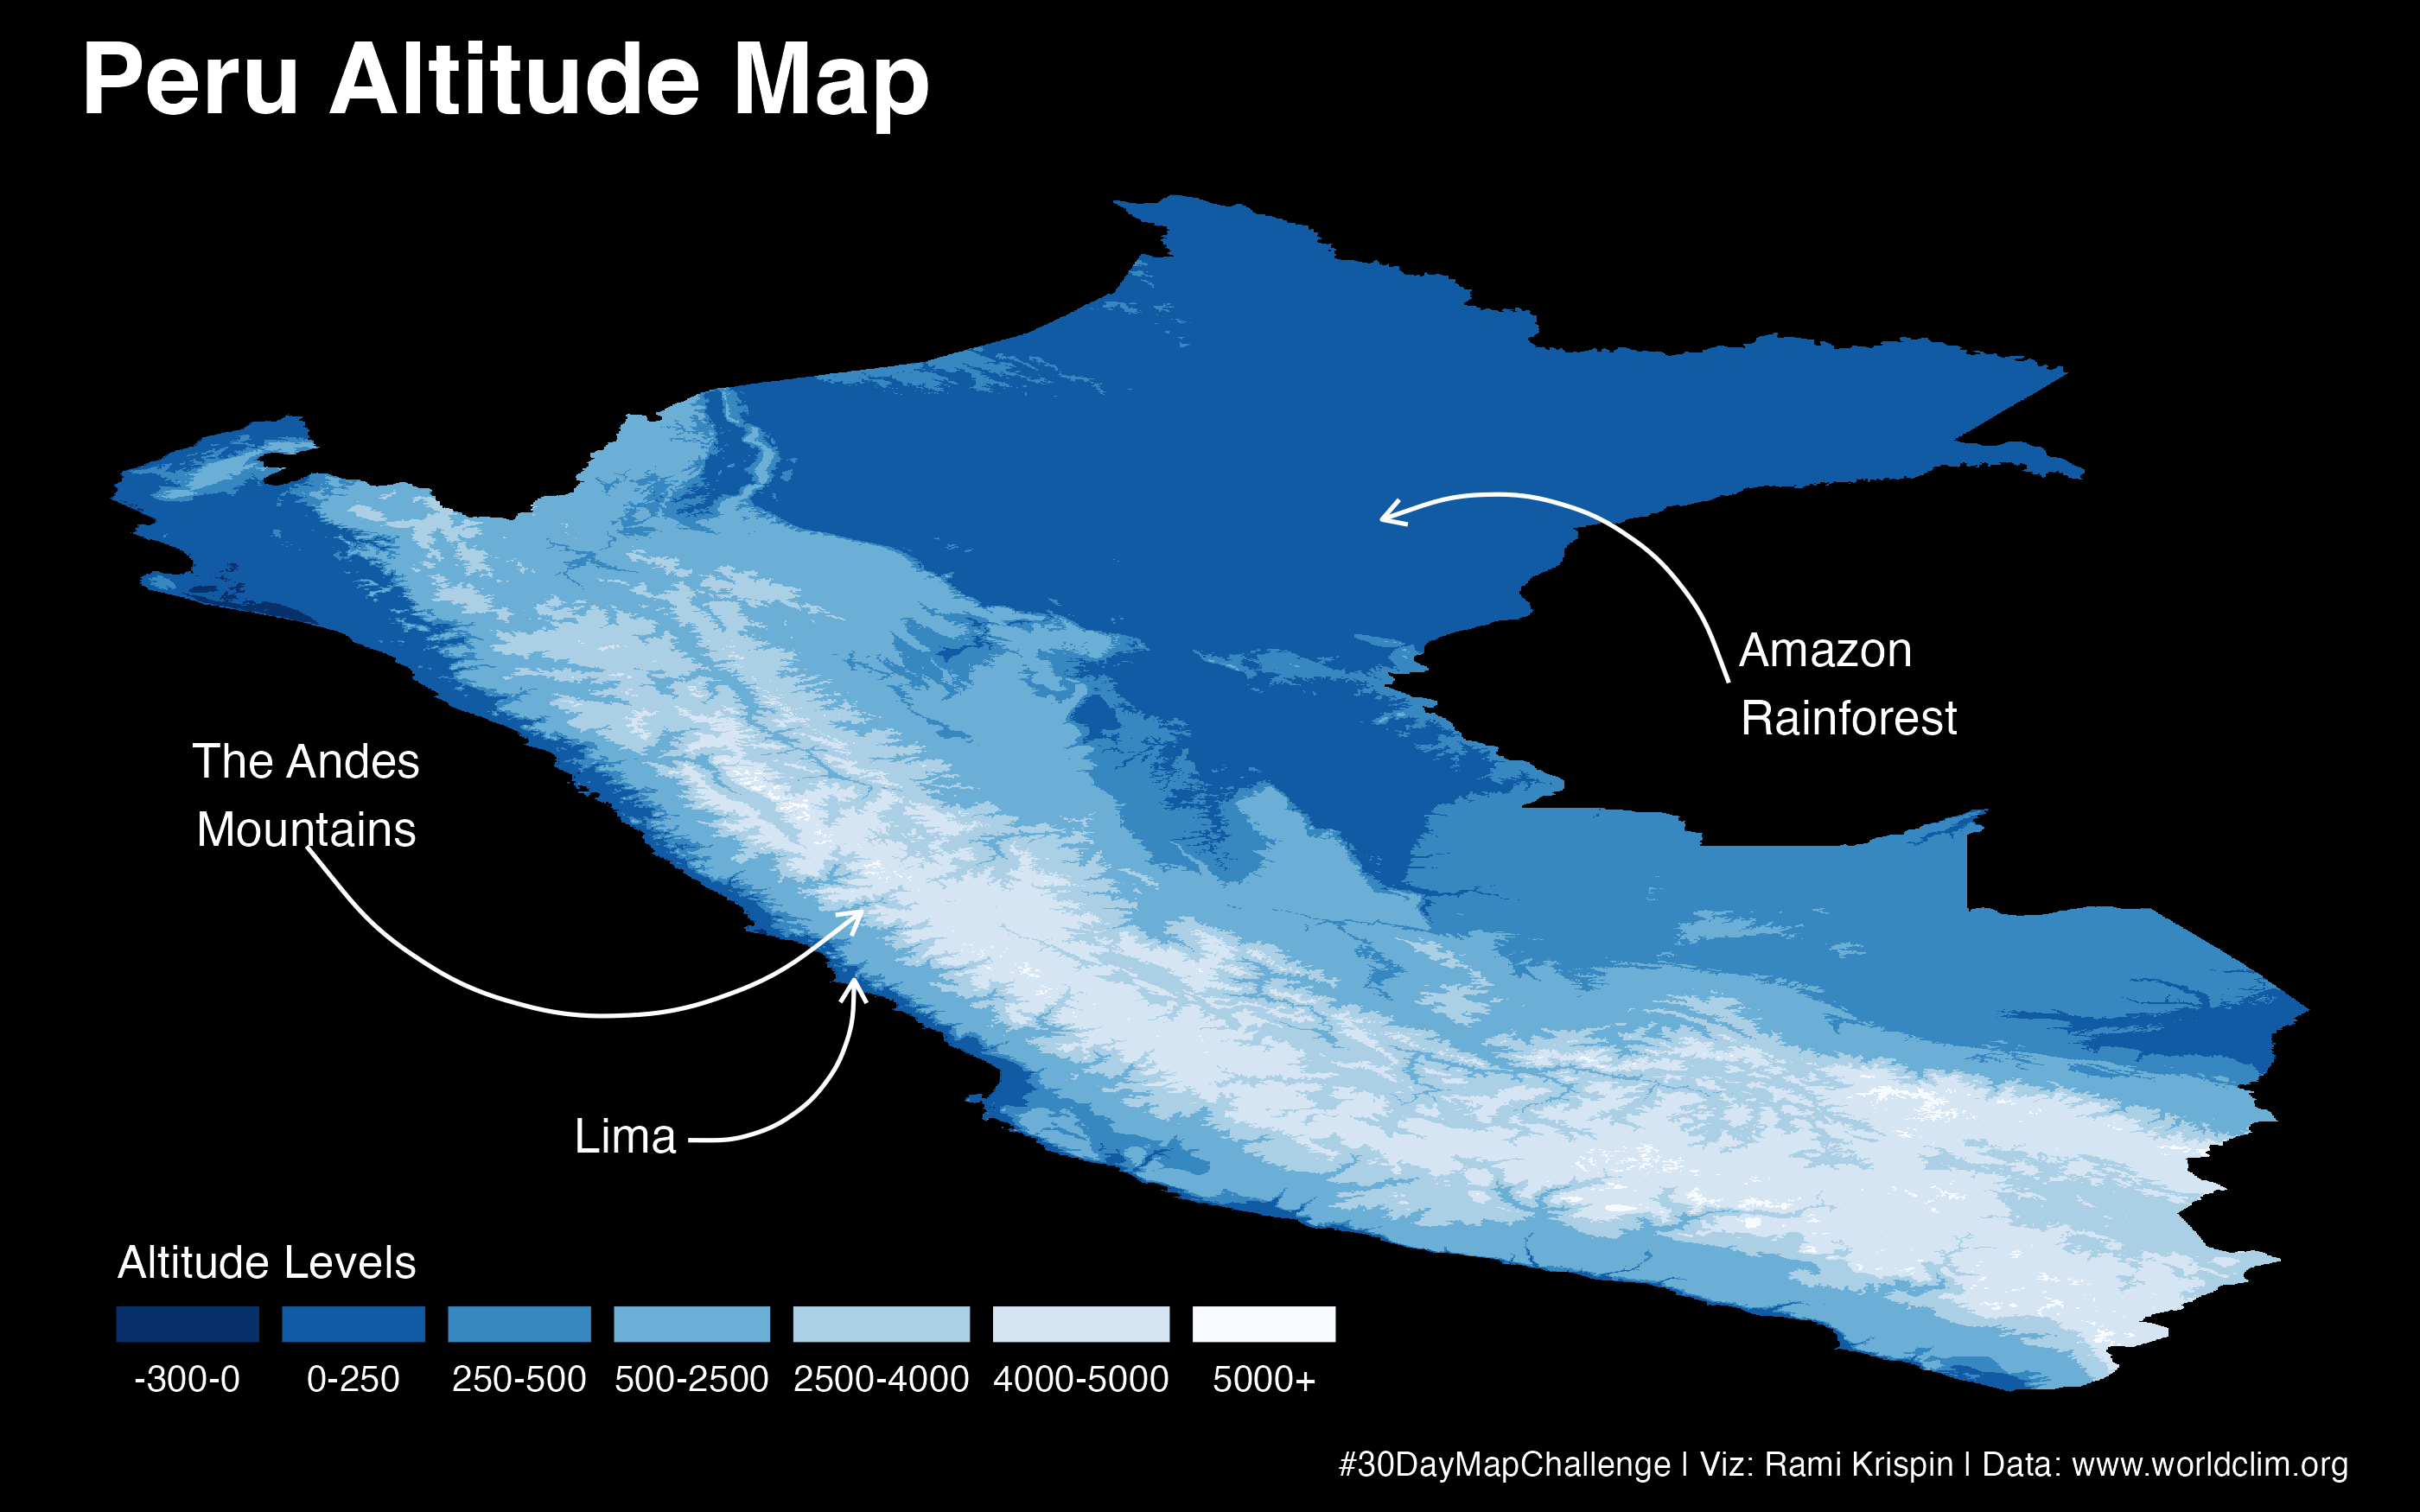 Peru Altitude Map
Amazon
Rainforest
The Andes
Mountains
Lima
Altitude Levels
-300-0 0-250 250-500 500-2500 2500-4000 4000-5000 5000+
#30DayMapChallenge | Viz: Rami Krispin | Data: www.worldclim.org